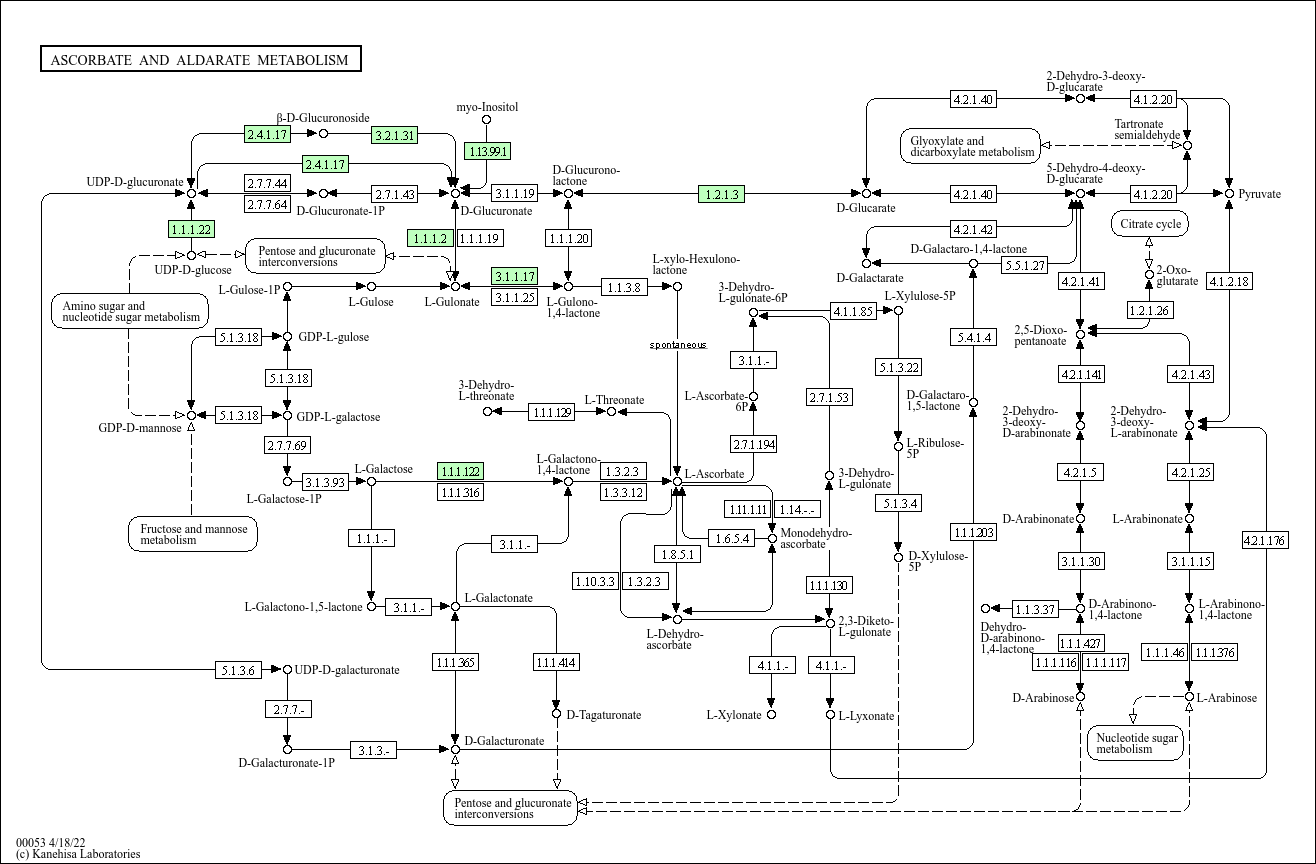 ASCORBATE AND ALDARATE METABOLISM
2-Dehydro-3-deoxy-
D-glucarate
4.2.1.40
4.1.2.20
myo-Inositol
β-D-Glucuronoside
2.4.1.17
3.2.1.31
1.13.99.1
Tartronate
semialdehyde
Glyoxylate and
dicarboxylate metabolism
2.4.1.17
UDP-D-glucuronate
2.7.7.44
2.7.7.64
D-Glucuronate-1P
2.7.1.43
D-Glucuronate
3.1.1.19
D-Glucurono-
lactone
1.2.1.3
D-Glucarate
4.2.1.40
5-Dehydro-4-deoxy-
D-glucarate
4.1.2.20
Pyruvate
1.1.1.22
UDP-D-glucose
Pentose and glucuronate
interconversions
1.1.1.2
1.1.1.19
1.1.1.20
4.2.1.42
D-Galactarate
D-Galactaro-1,4-lactone
5.5.1.27
Citrate cycle
2-Oxo-
glutarate
4.2.1.41
4.2.1.18
1.2.1.26
Amino sugar and
nucleotide sugar metabolism
L-Gulose-1P
L-Gulose
L-Gulonate
3.1.1.17
3.1.1.25
L-Gulono-
1,4-lactone
1.1.3.8
L-xylo-Hexulono-
lactone
3-Dehydro-
L-gulonate-6P
4.1.1.85
L-Xylulose-5P
5.1.3.18
GDP-L-gulose
spontaneous
3.1.1.-
5.1.3.22
5.4.1.4
2,5-Dioxo-
pentanoate
5.1.3.18
4.2.1.141
4.2.1.43
GDP-D-mannose
5.1.3.18
GDP-L-galactose
3-Dehydro-
L-threonate
1.1.1.129
L-Threonate
L-Ascorbate-
6P
2.7.1.53
D-Galactaro-
1,5-lactone
2-Dehydro-
3-deoxy-
D-arabinonate
2-Dehydro-
3-deoxy-
L-arabinonate
2.7.7.69
2.7.1.194
L-Ribulose-
5P
L-Galactose-1P
3.1.3.93
L-Galactose
1.1.1.122
1.1.1.316
L-Galactono-
1,4-lactone
1.3.2.3
1.3.3.12
L-Ascorbate
3-Dehydro-
L-gulonate
4.2.1.5
4.2.1.25
Fructose and mannose
metabolism
1.11.1.11
1.14.-.-
5.1.3.4
D-Arabinonate
L-Arabinonate
1.1.1.-
3.1.1.-
1.8.5.1
1.6.5.4
Monodehydro-
ascorbate
1.1.1.203
4.2.1.176
D-Xylulose-
5P
1.10.3.3
1.3.2.3
1.1.1.130
3.1.1.30
3.1.1.15
L-Galactono-1,5-lactone
3.1.1.-
L-Galactonate
L-Dehydro-
ascorbate
2,3-Diketo-
L-gulonate
1.1.3.37
Dehydro-
D-arabinono-
1,4-lactone
D-Arabinono-
1,4-lactone
L-Arabinono-
1,4-lactone
1.1.1.427
1.1.1.116
1.1.1.117
1.1.1.46
1.1.1.376
5.1.3.6
UDP-D-galacturonate
1.1.1.365
1.1.1.414
4.1.1.-
4.1.1.-
D-Arabinose
L-Arabinose
2.7.7.-
D-Tagaturonate
L-Xylonate
L-Lyxonate
Nucleotide sugar
metabolism
D-Galacturonate-1P
3.1.3.-
D-Galacturonate
Pentose and glucuronate
interconversions
00053 4/18/22
(c) Kanehisa Laboratories